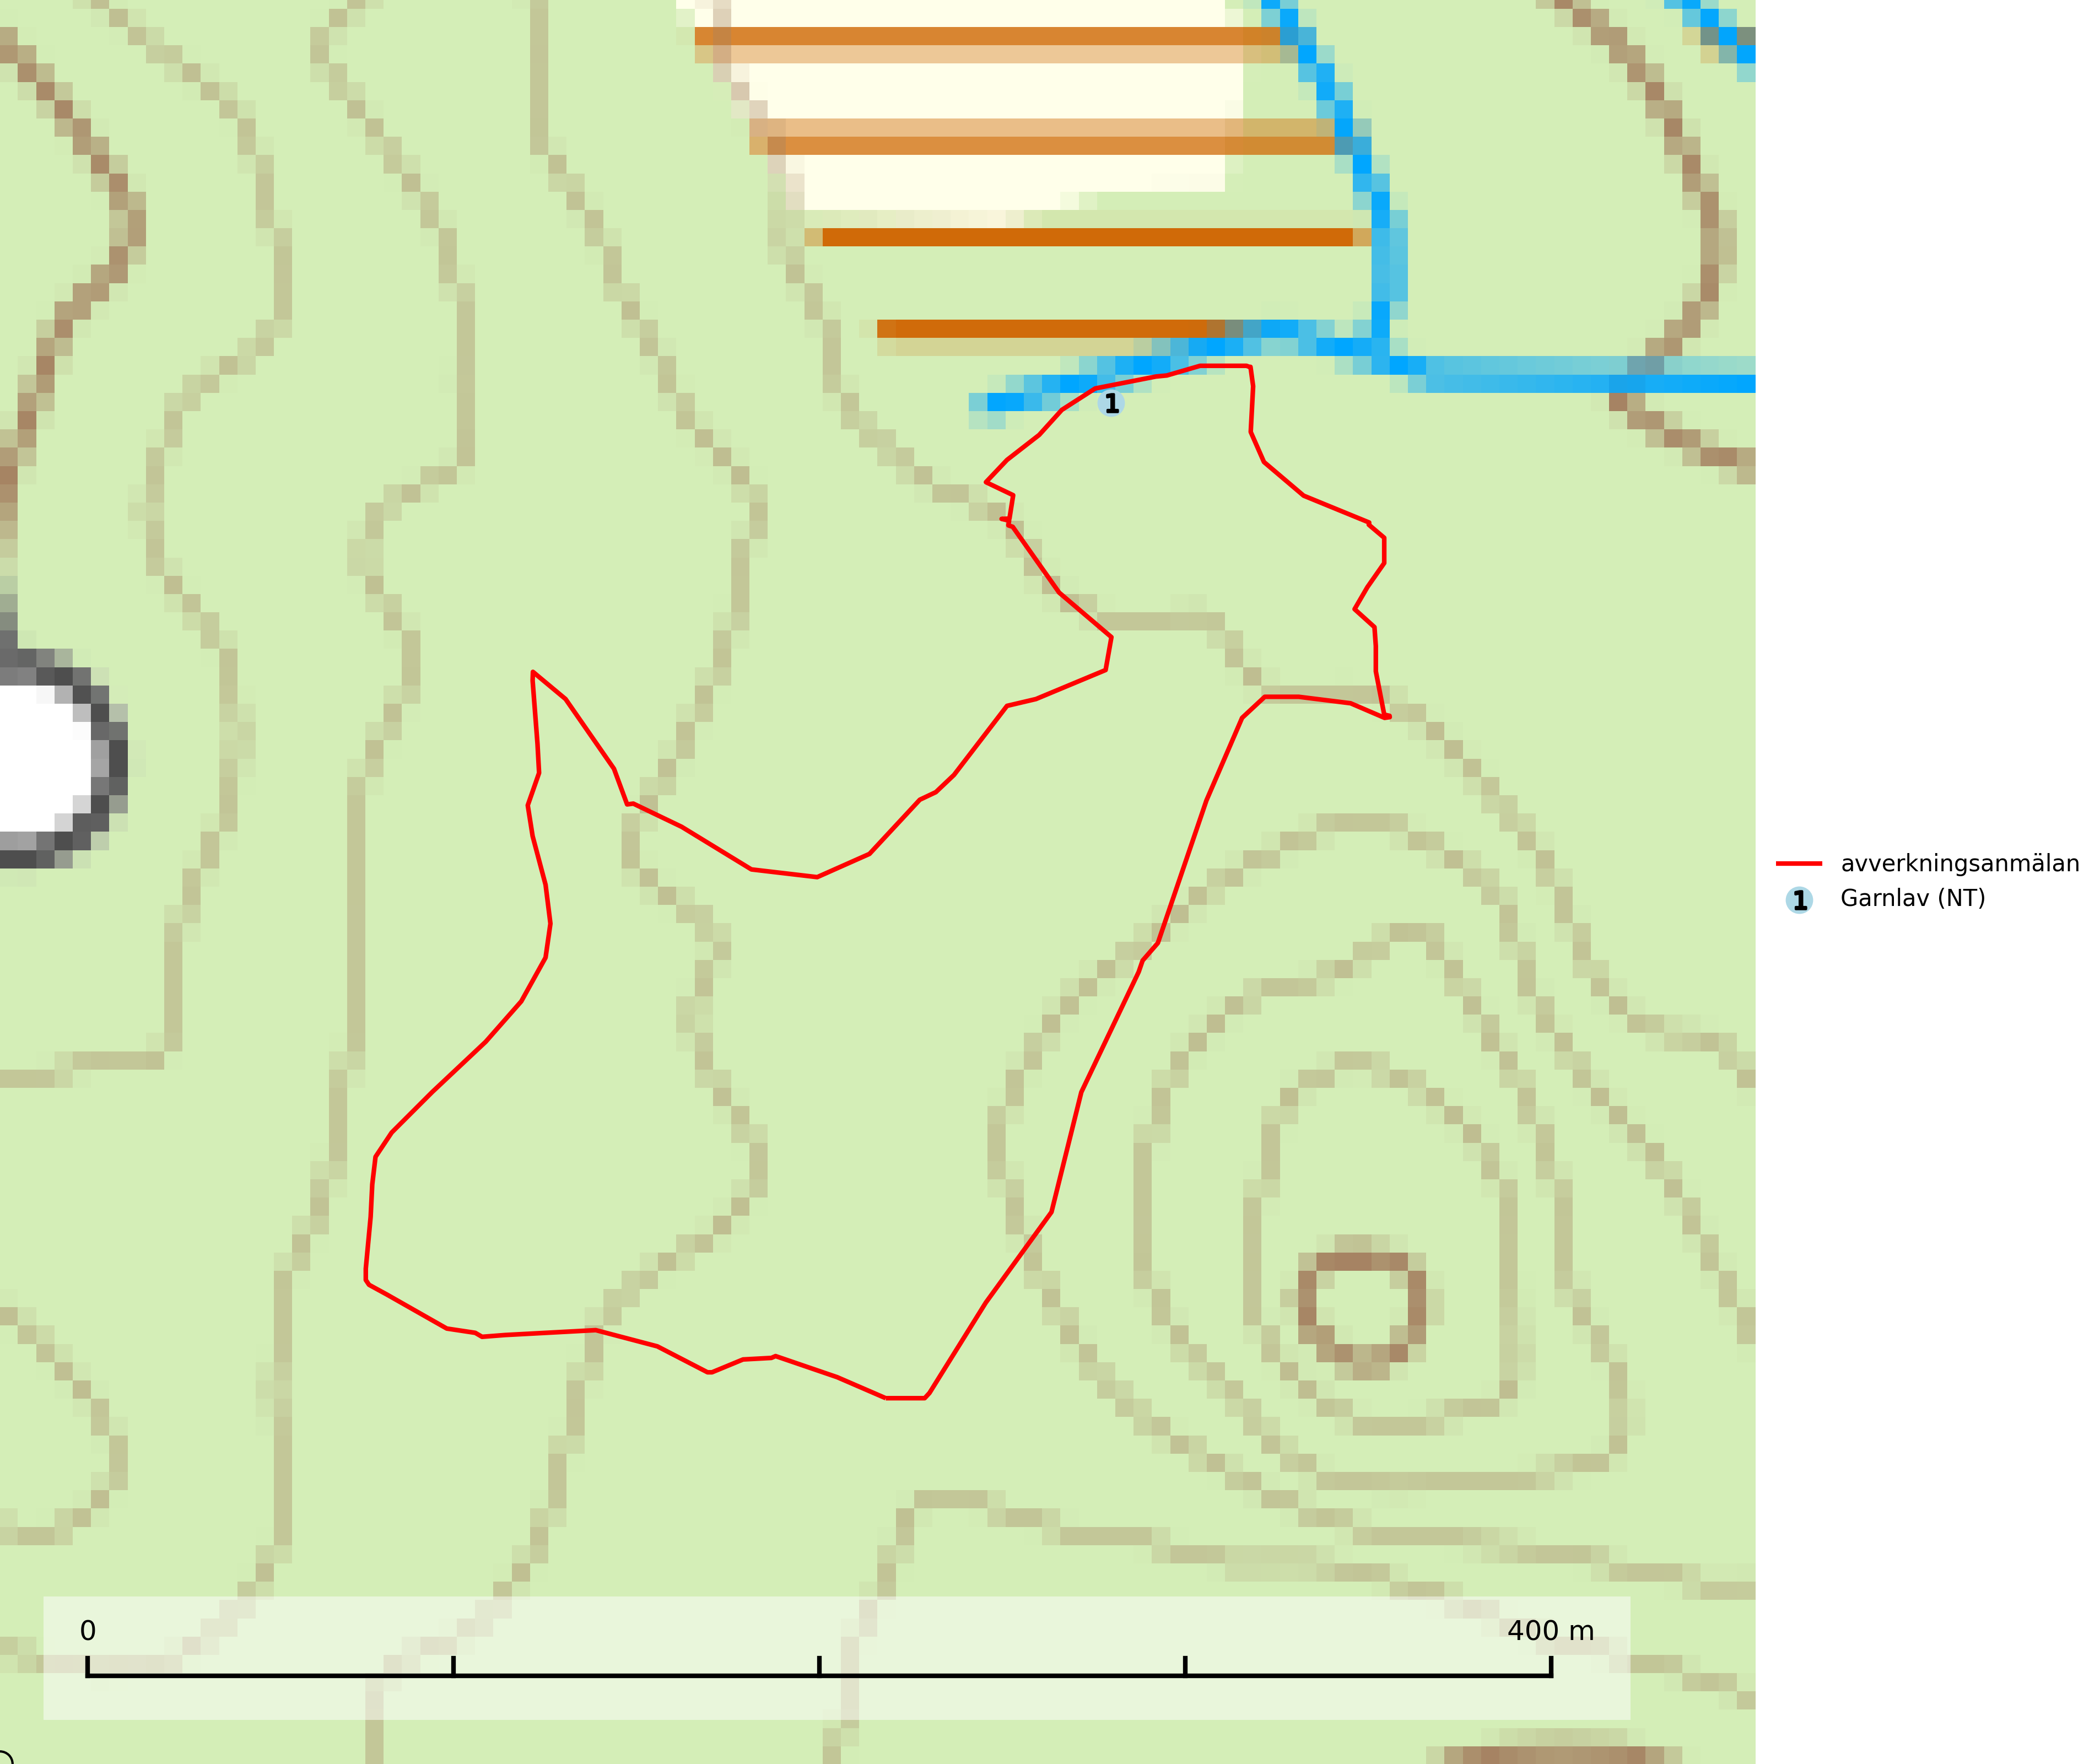 1
avverkningsanmälan
1 Garnlav (NT)
0 400 m